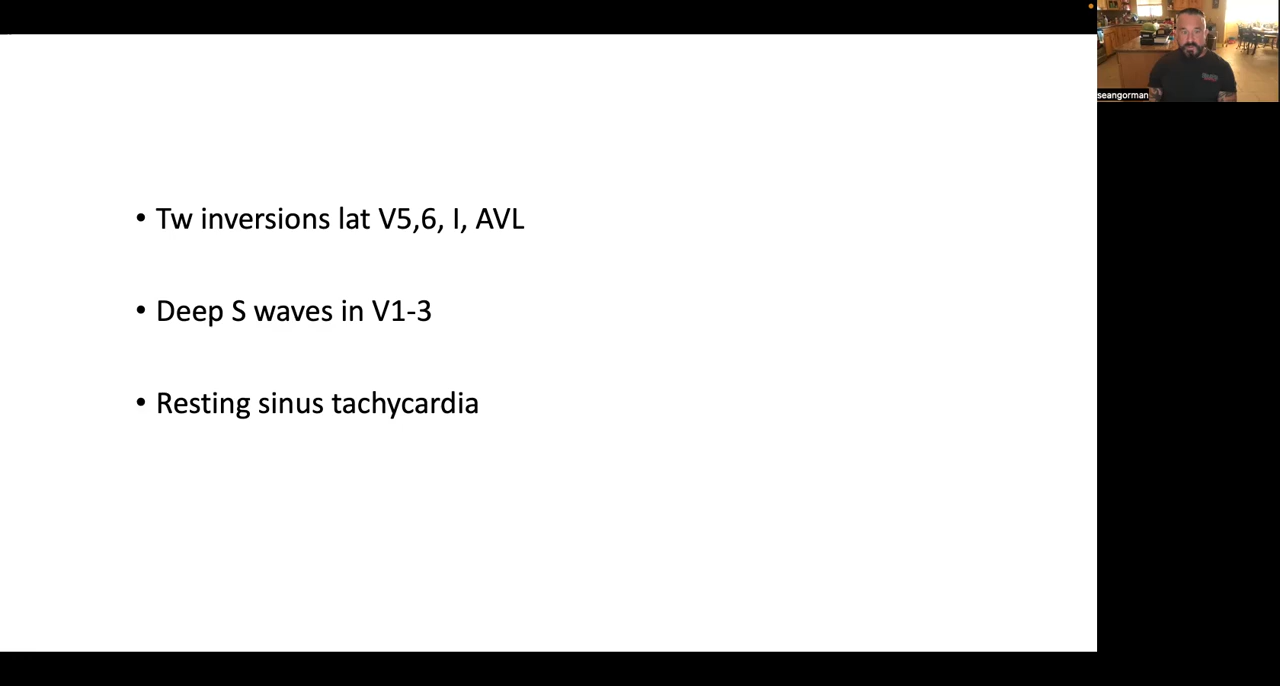 seangorman
• Tw inversions lat V5,6, I, AVL
• Deep S waves in V1-3
• Resting sinus tachycardia